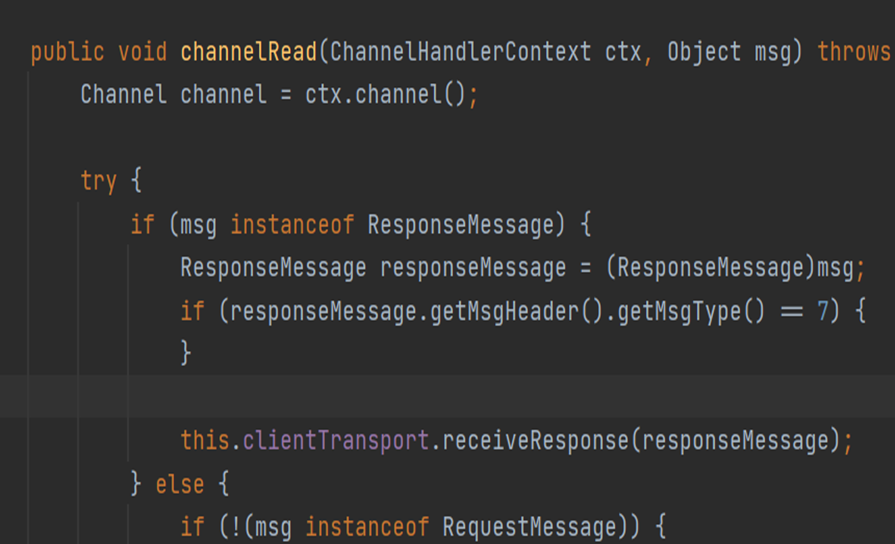 public void channelRead(ChannelHandlerContext ctx, Object msg) throws
Channel channel = ctx.channel();
try {
if (msg instanceof ResponseMessage) {
ResponseMessage responseMessage = (ResponseMessage)msg;
if (responseMessage.getMsgHeader().getMsgType() == 7) {
}
this.clientTransport.receiveResponse(responseMessage);
} else {
if (!(msg instanceof RequestMessage)) {